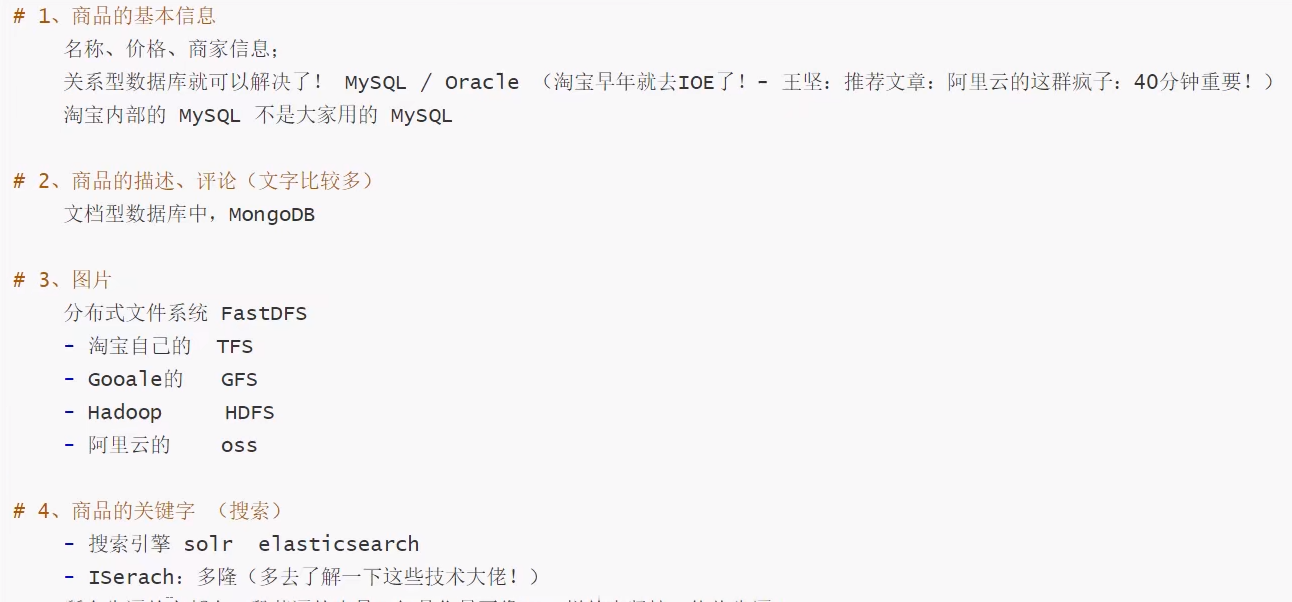 # 1、商品的基本信息
名称、价格、商家信息；
关系型数据库就可以解决了！ MySQL / Oracle （淘宝早年就去IOE了！- 王坚：推荐文章：阿里云的这群疯子：40分钟重要！）
淘宝内部的 MySQL 不是大家用的 MySQL
# 2、商品的描述、评论（文字比较多）
文档型数据库中，MongoDB
# 3、图片
分布式文件系统 FastDFS
- 淘宝自己的 TFS
- Gooale的 GFS
- Hadoop HDFS
- 阿里云的 oss
# 4、商品的关键字 （搜索）
- 搜索引擎 solr elasticsearch
- ISerach：多隆（多去了解一下这些技术大佬！）